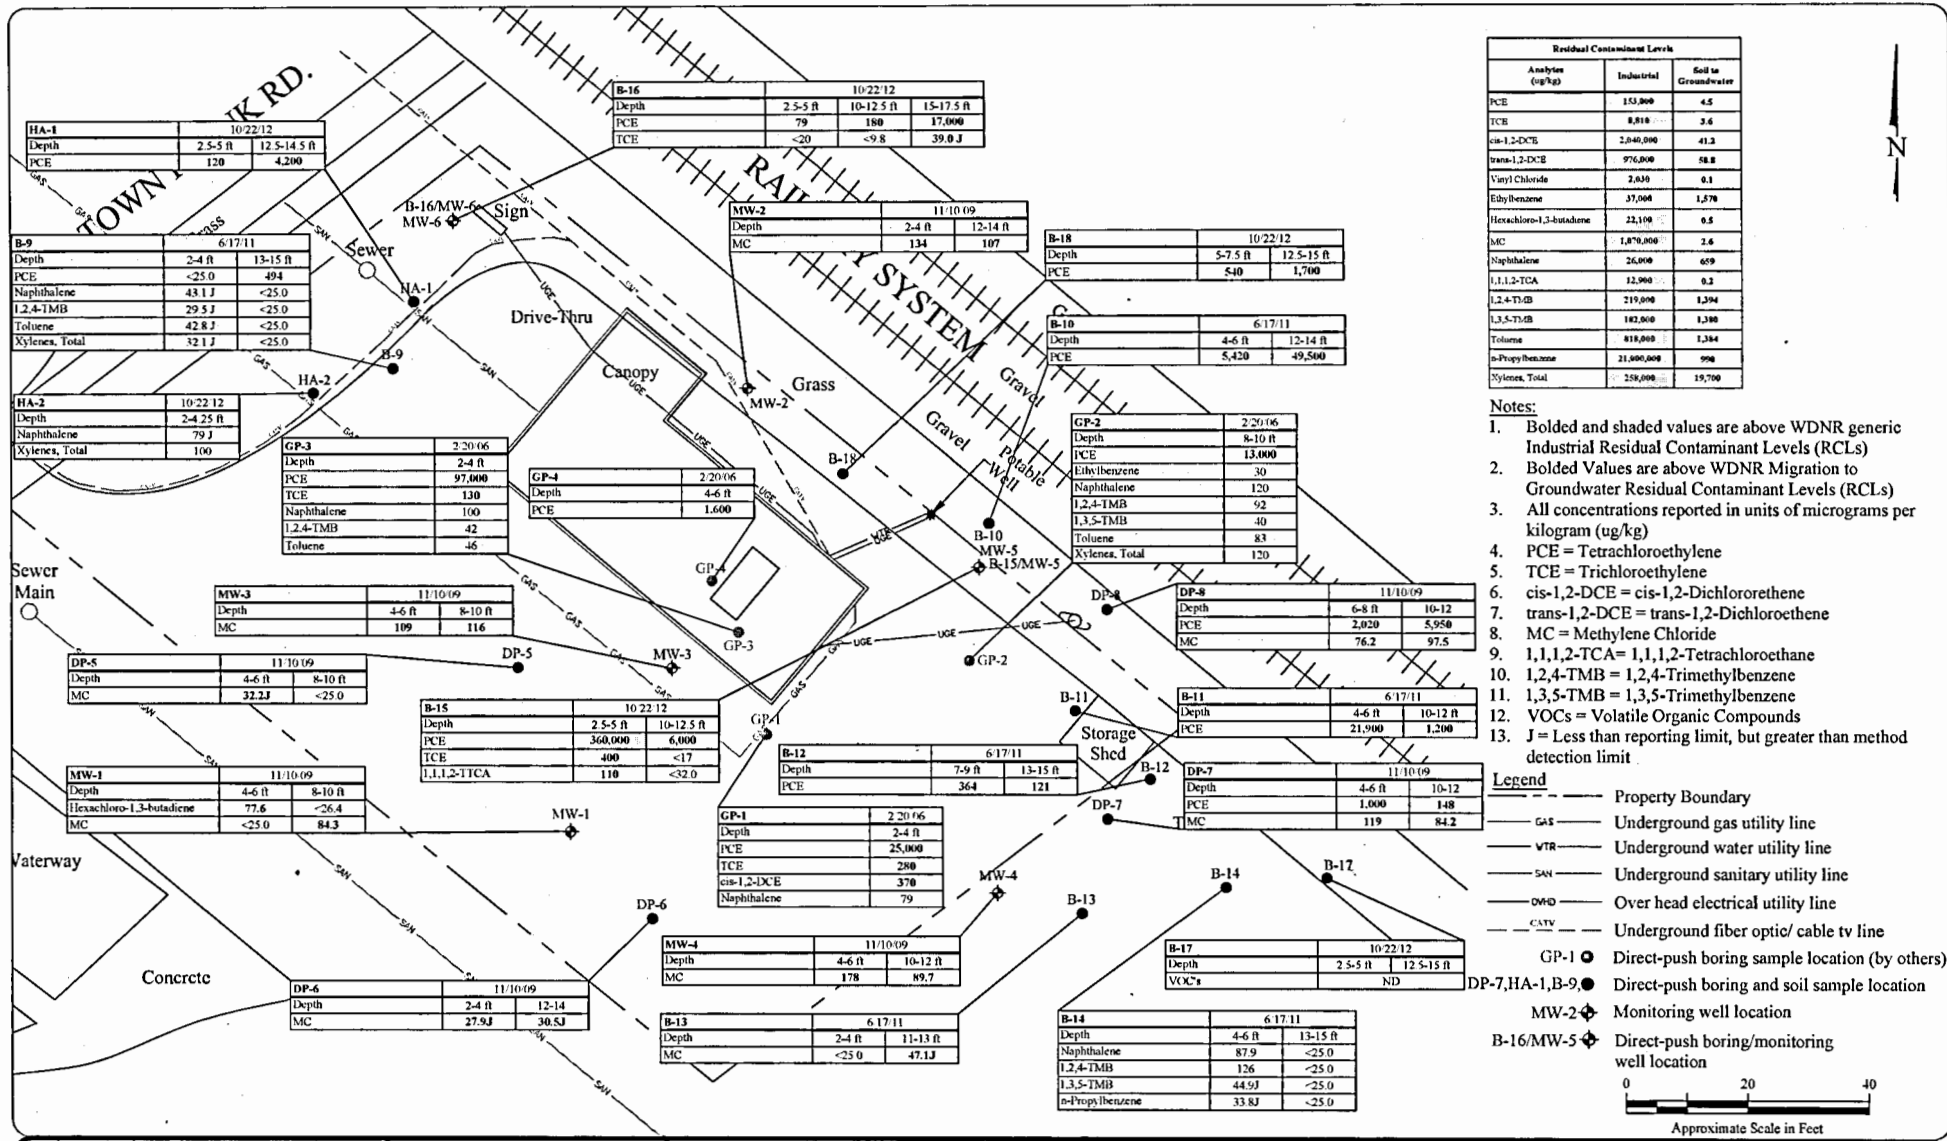 TOWN
RD.
RAIL
Y SYSTEM
HA-1 10/22/12
Depth 2.5-5 ft 12.5-14.5 ft
PCE 120 4,200
B-16 10/22/12
Depth 2.5-5 ft 10-12.5 ft 15-17.5 ft
PCE 79 180 17,000
TCE <20 <9.8 39.0 J
B-9 6/17/11
Depth 2-4 ft 13-15 ft
PCE <25.0 494
Naphthalene 43.1 J <25.0
1,2,4-TMB 29.5 J <25.0
Toluene 42.8 J <25.0
Xylenes, Total 32.1 J <25.0
MW-2 11/10/09
Depth 2-4 ft 12-14 ft
MC 134 107
B-18 10/22/12
Depth 5-7.5 ft 12.5-15 ft
PCE 540 1,700
B-10 6/17/11
Depth 4-6 ft 12-14 ft
PCE 5,420 49,500
HA-2 10/22/12
Depth 2-4.25 ft
Naphthalene 79 J
Xylenes, Total 100
GP-3 2/20/06
Depth 2-4 ft
PCE 97,000
TCE 130
Naphthalene 100
1,2,4-TMB 42
Toluene 46
GP-4 2/20/06
Depth 4-6 ft
PCE 1,600
GP-2 2/20/06
Depth 8-10 ft
PCE 13,000
Ethylbenzene 30
Naphthalene 120
1,2,4-TMB 92
1,3,5-TMB 40
Toluene 83
Xylenes, Total 120
MW-3 11/10/09
Depth 4-6 ft 8-10 ft
MC 109 116
DP-8 11/10/09
Depth 6-8 ft 10-12
PCE 2,020 5,950
MC 76.2 97.5
DP-5 11/10/09
Depth 4-6 ft 8-10 ft
MC 32.2J <25.0
B-15 10/22/12
Depth 2.5-5 ft 10-12.5 ft
PCE 360,000 6,000
TCE 400 <17
1,1,1,2-TTCA 110 <32.0
B-11 6/17/11
Depth 4-6 ft 10-12 ft
PCE 21,900 1,200
B-12 6/17/11
Depth 7-9 ft 13-15 ft
PCE 364 121
MW-1 11/10/09
Depth 4-6 ft 8-10 ft
Hexachloro-1,3-butadiene 77.6 <26.4
MC <25.0 84.3
DP-7 11/10/09
Depth 4-6 ft 10-12
PCE 1,000 148
MC 119 84.2
GP-1 2/20/06
Depth 2-4 ft
PCE 25,000
TCE 280
cis-1,2-DCE 370
Naphthalene 79
MW-4 11/10/09
Depth 4-6 ft 10-12 ft
MC 178 89.7
B-17 10/22/12
Depth 2.5-5 ft 12.5-15 ft
VOC's ND
DP-6 11/10/09
Depth 2-4 ft 12-14
MC 27.9J 30.5J
B-13 6/17/11
Depth 2-4 ft 11-13 ft
MC <25.0 47.1J
B-14 6/17/11
Depth 4-6 ft 13-15 ft
Naphthalene 87.9 <25.0
1,2,4-TMB 126 <25.0
1,3,5-TMB 44.9J <25.0
n-Propylbenzene 33.8J <25.0
B-16/MW-6
MW-6
Sign
Sewer
HA-1
Drive-Thru
B-9
HA-2
Canopy
Grass
MW-2
Gravel
Gravel
B-18
Potable
Well
B-10
MW-5
B-15/MW-5
WTR
UGE
GP-4
GP-3
GP-2
DP-8
Sewer
Main
DP-5
MW-3
GP-1
B-11
Storage
Shed
B-12
DP-7
MW-1
MW-4
B-13
B-14
B-17
DP-6
Concrete
GAS
SAN
UGE
Residual Contaminant Levels
Analytes (ug/kg) Industrial Soil to Groundwater
PCE 153,000 4.5
TCE 8,810 3.6
cis-1,2-DCE 2,040,000 41.2
trans-1,2-DCE 976,000 58.8
Vinyl Chloride 2,030 0.1
Ethylbenzene 37,000 1,570
Hexachloro-1,3-butadiene 22,100 0.5
MC 1,070,000 2.6
Naphthalene 26,000 659
1,1,1,2-TCA 12,900 0.2
1,2,4-TMB 219,000 1,394
1,3,5-TMB 182,000 1,380
Toluene 818,000 1,384
n-Propylbenzene 990
Xylenes, Total 258,000 19,700
N
Notes:
1. Bolded and shaded values are above WDNR generic
Industrial Residual Contaminant Levels (RCLs)
2. Bolded Values are above WDNR Migration to
Groundwater Residual Contaminant Levels (RCLs)
3. All concentrations reported in units of micrograms per
kilogram (ug/kg)
4. PCE = Tetrachloroethylene
5. TCE = Trichloroethylene
6. cis-1,2-DCE = cis-1,2-Dichlororethene
7. trans-1,2-DCE = trans-1,2-Dichloroethene
8. MC = Methylene Chloride
9. 1,1,1,2-TCA= 1,1,1,2-Tetrachloroethane
10. 1,2,4-TMB = 1,2,4-Trimethylbenzene
11. 1,3,5-TMB = 1,3,5-Trimethylbenzene
12. VOCs = Volatile Organic Compounds
13. J = Less than reporting limit, but greater than method
detection limit
Legend
Property Boundary
GAS Underground gas utility line
WTR Underground water utility line
SAN Underground sanitary utility line
OVHD Over head electrical utility line
CATV Underground fiber optic/ cable tv line
GP-1 Direct-push boring sample location (by others)
DP-7,HA-1,B-9, Direct-push boring and soil sample location
MW-2 Monitoring well location
B-16/MW-5 Direct-push boring/monitoring
well location
0 20 40
Approximate Scale in Feet